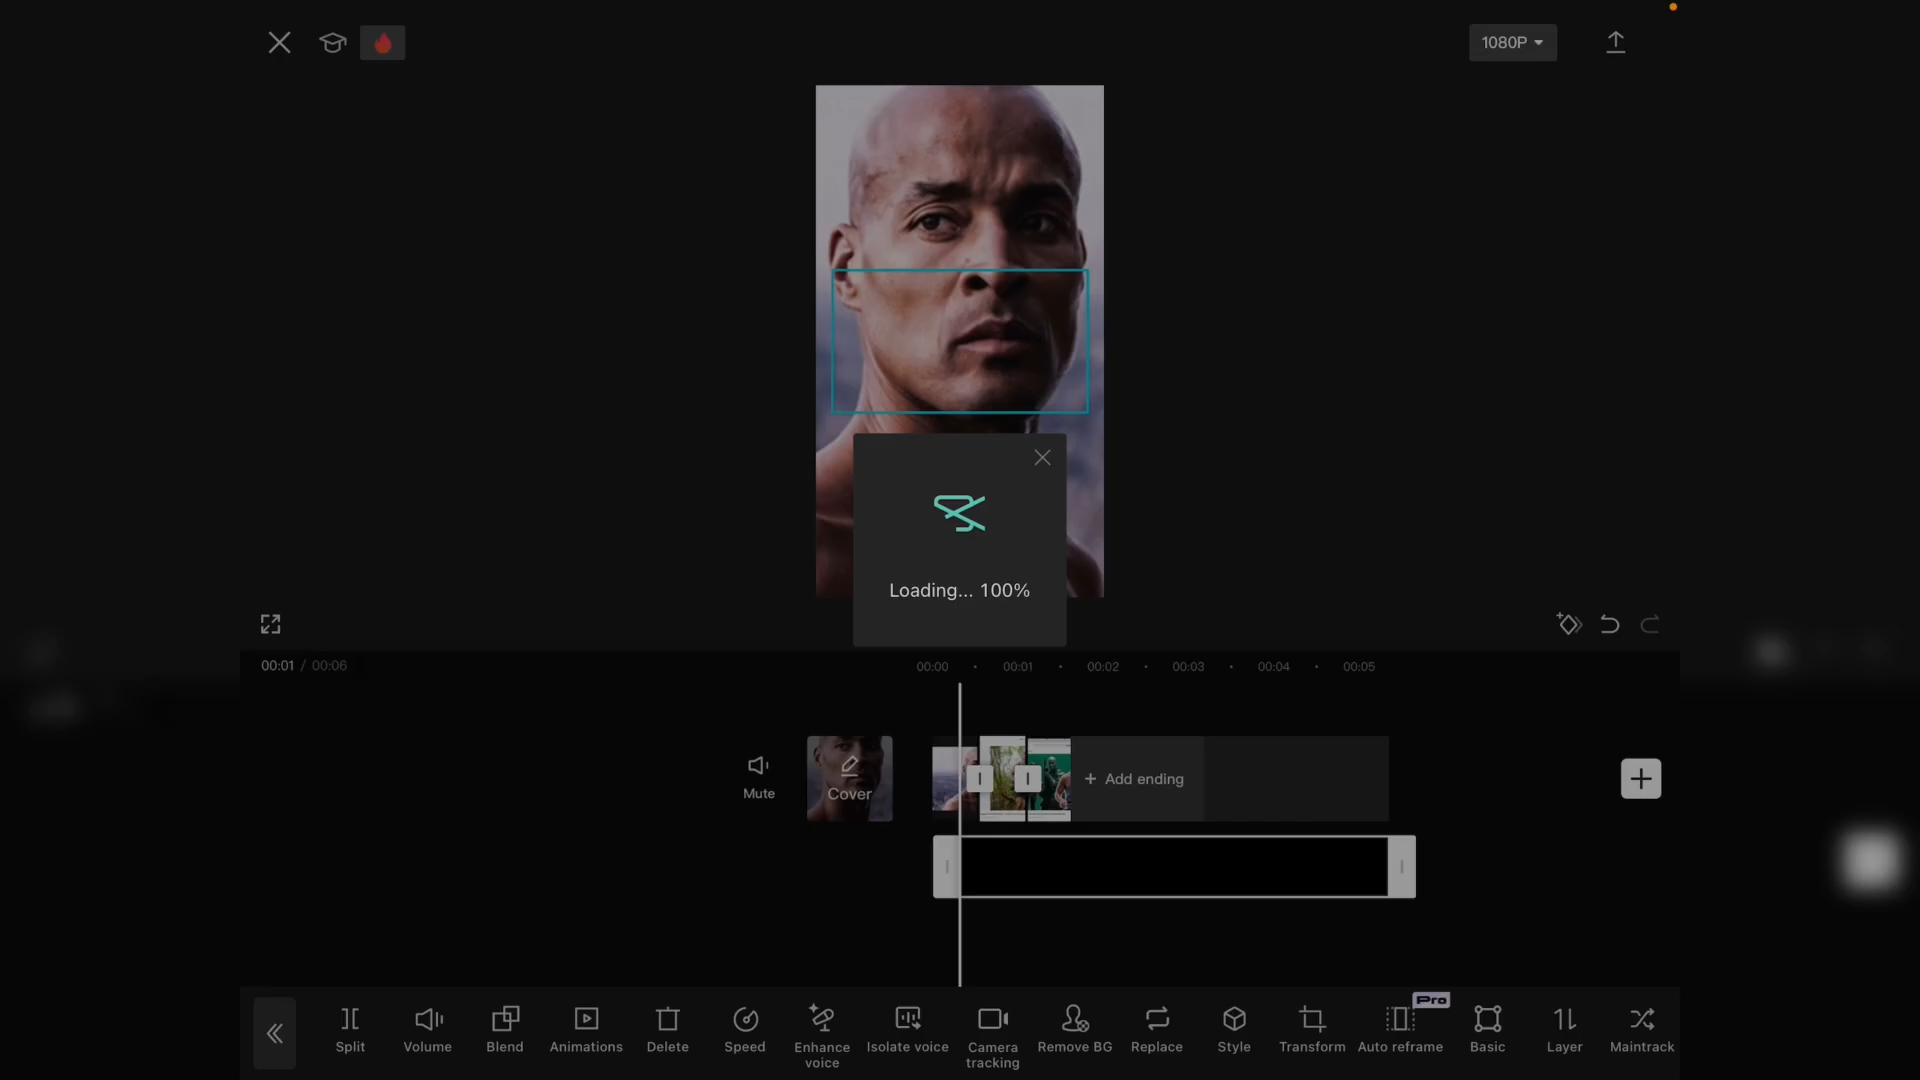 1080P
Loading... 100%
00:01 / 00:06
00:00
00:01
00:02
00:03
00:04
00:05
Mute
Cover
+ Add ending
Pro
Split
Volume
Blend
Animations
Delete
Speed
Enhance
voice
Isolate voice
Camera
tracking
Remove BG
Replace
Style
Transform
Auto reframe
Basic
Layer
Maintrack